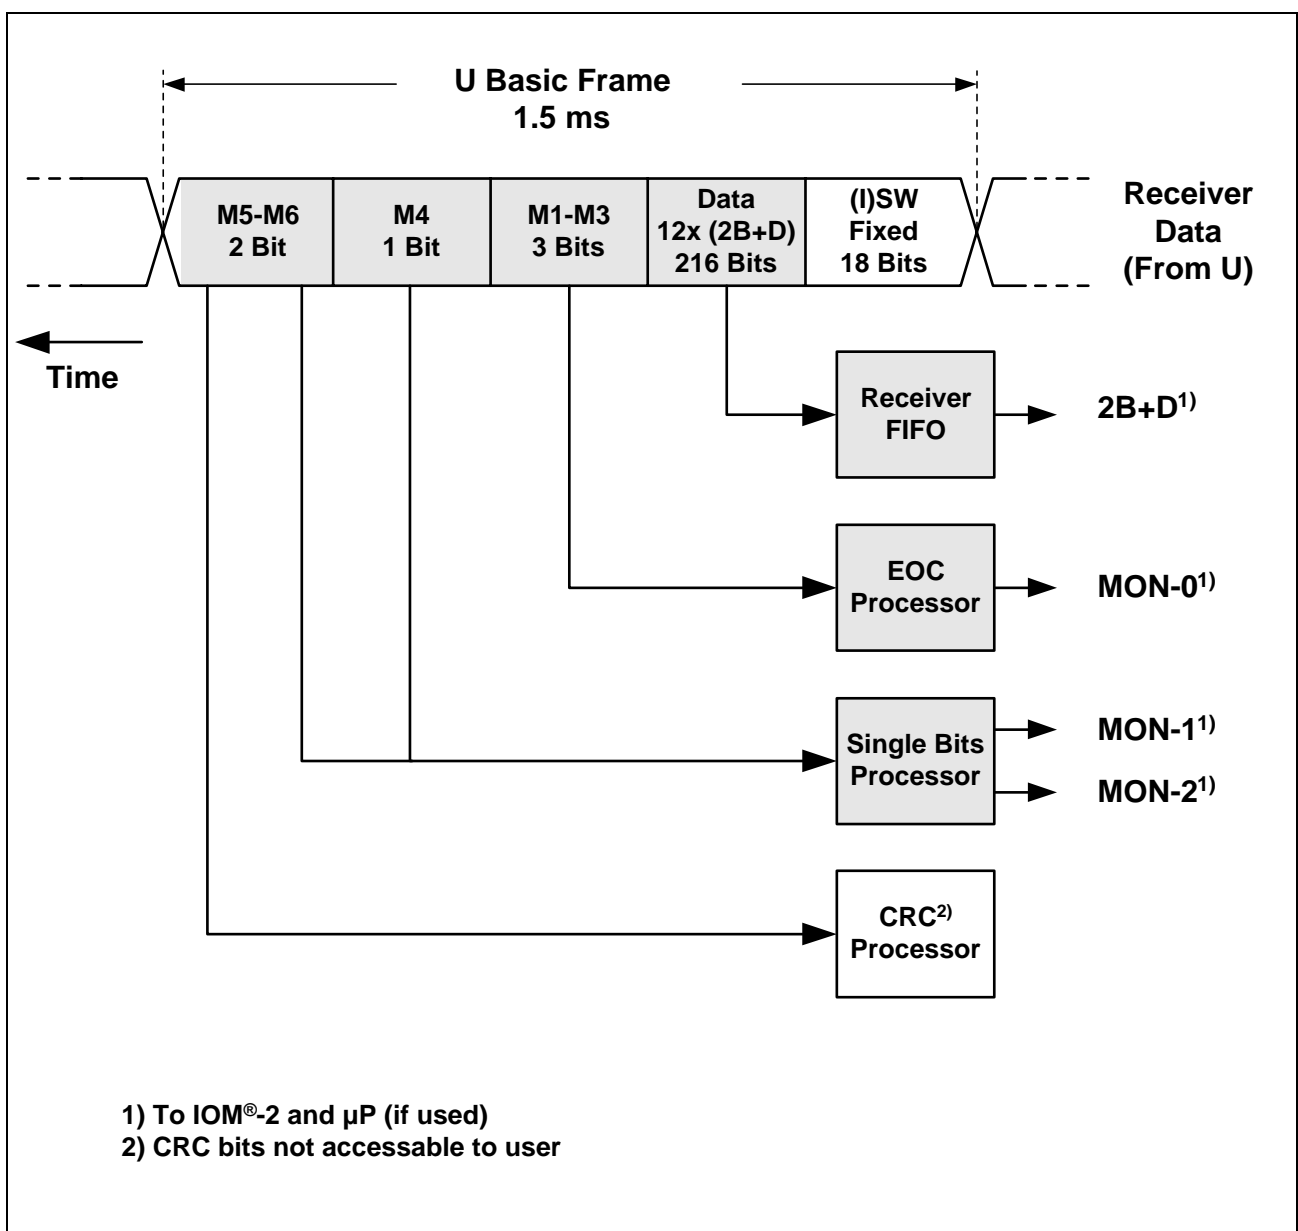 U Basic Frame
1.5 ms
M5-M6
2 Bit
M4
1 Bit
M1-M3
3 Bits
Data
12x (2B+D)
216 Bits
(I)SW
Fixed
18 Bits
Receiver
Data
(From U)
Time
Receiver
FIFO
2B+D1)
EOC
Processor
MON-01)
Single Bits
Processor
MON-11)
MON-21)
CRC2)
Processor
1) To IOM®-2 and µP (if used)
2) CRC bits not accessable to user